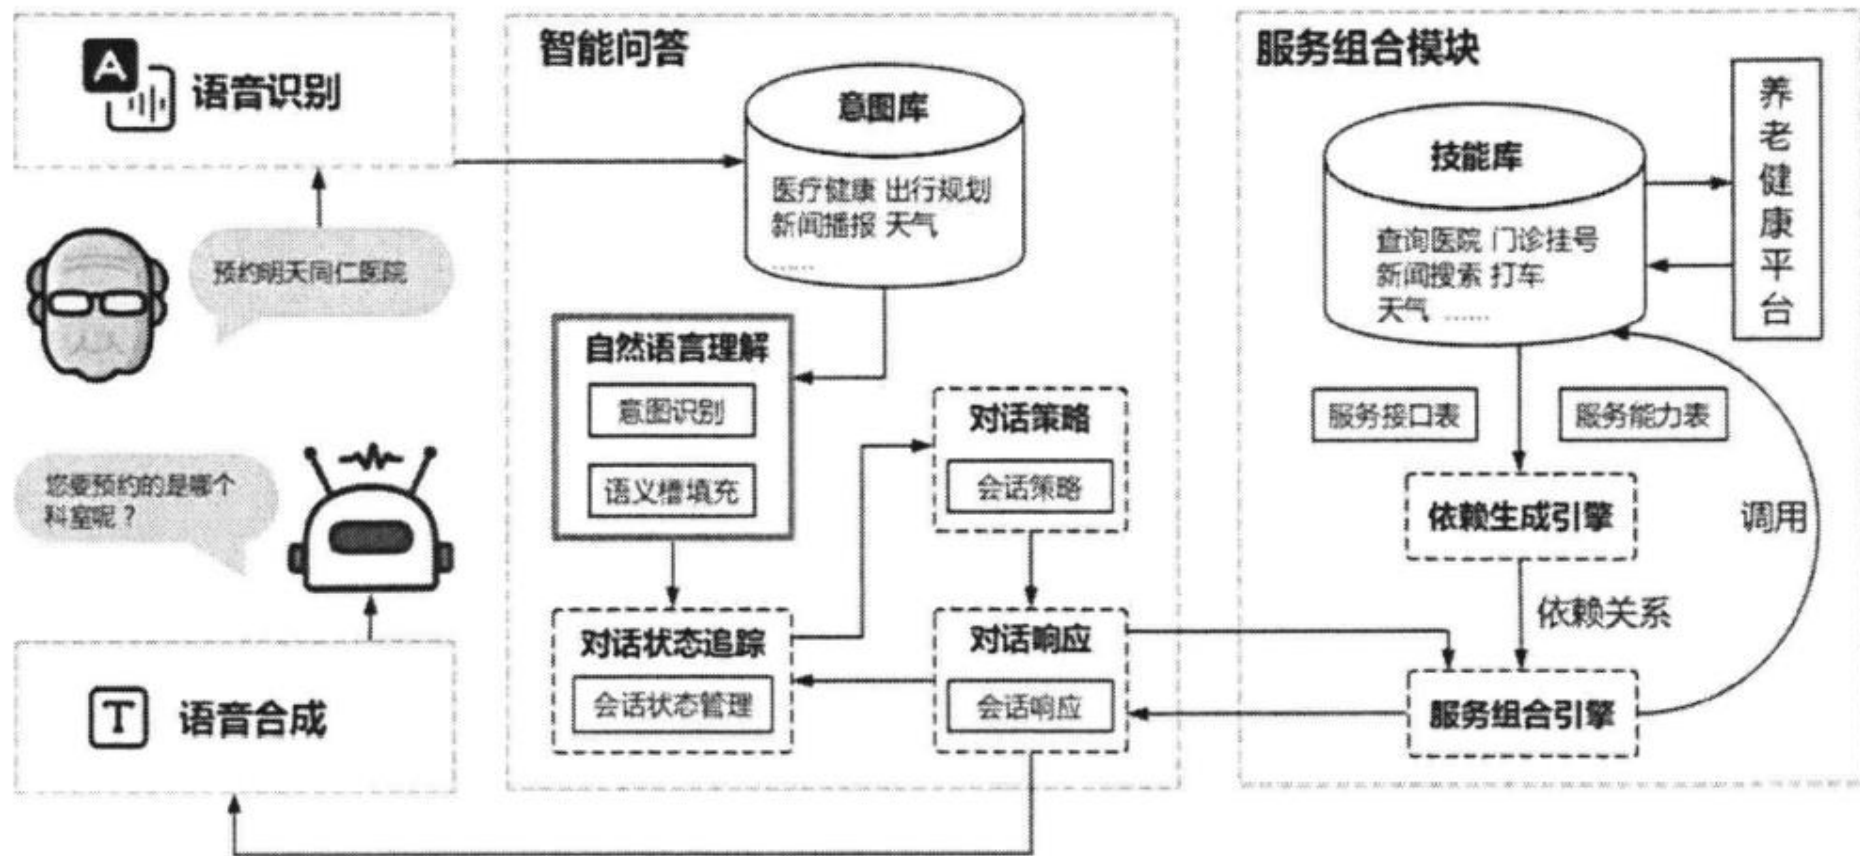 A
语音识别
预约明天同仁医院
您要预约的是哪个
科室呢？
T
语音合成
智能问答
意图库
医疗健康 出行规划
新闻播报 天气
......
自然语言理解
意图识别
语义槽填充
对话策略
会话策略
对话状态追踪
会话状态管理
对话响应
会话响应
服务组合模块
技能库
查询医院 门诊挂号
新闻搜索 打车
天气 ......
养
老
健
康
平
台
服务接口表
服务能力表
依赖生成引擎
调用
依赖关系
服务组合引擎